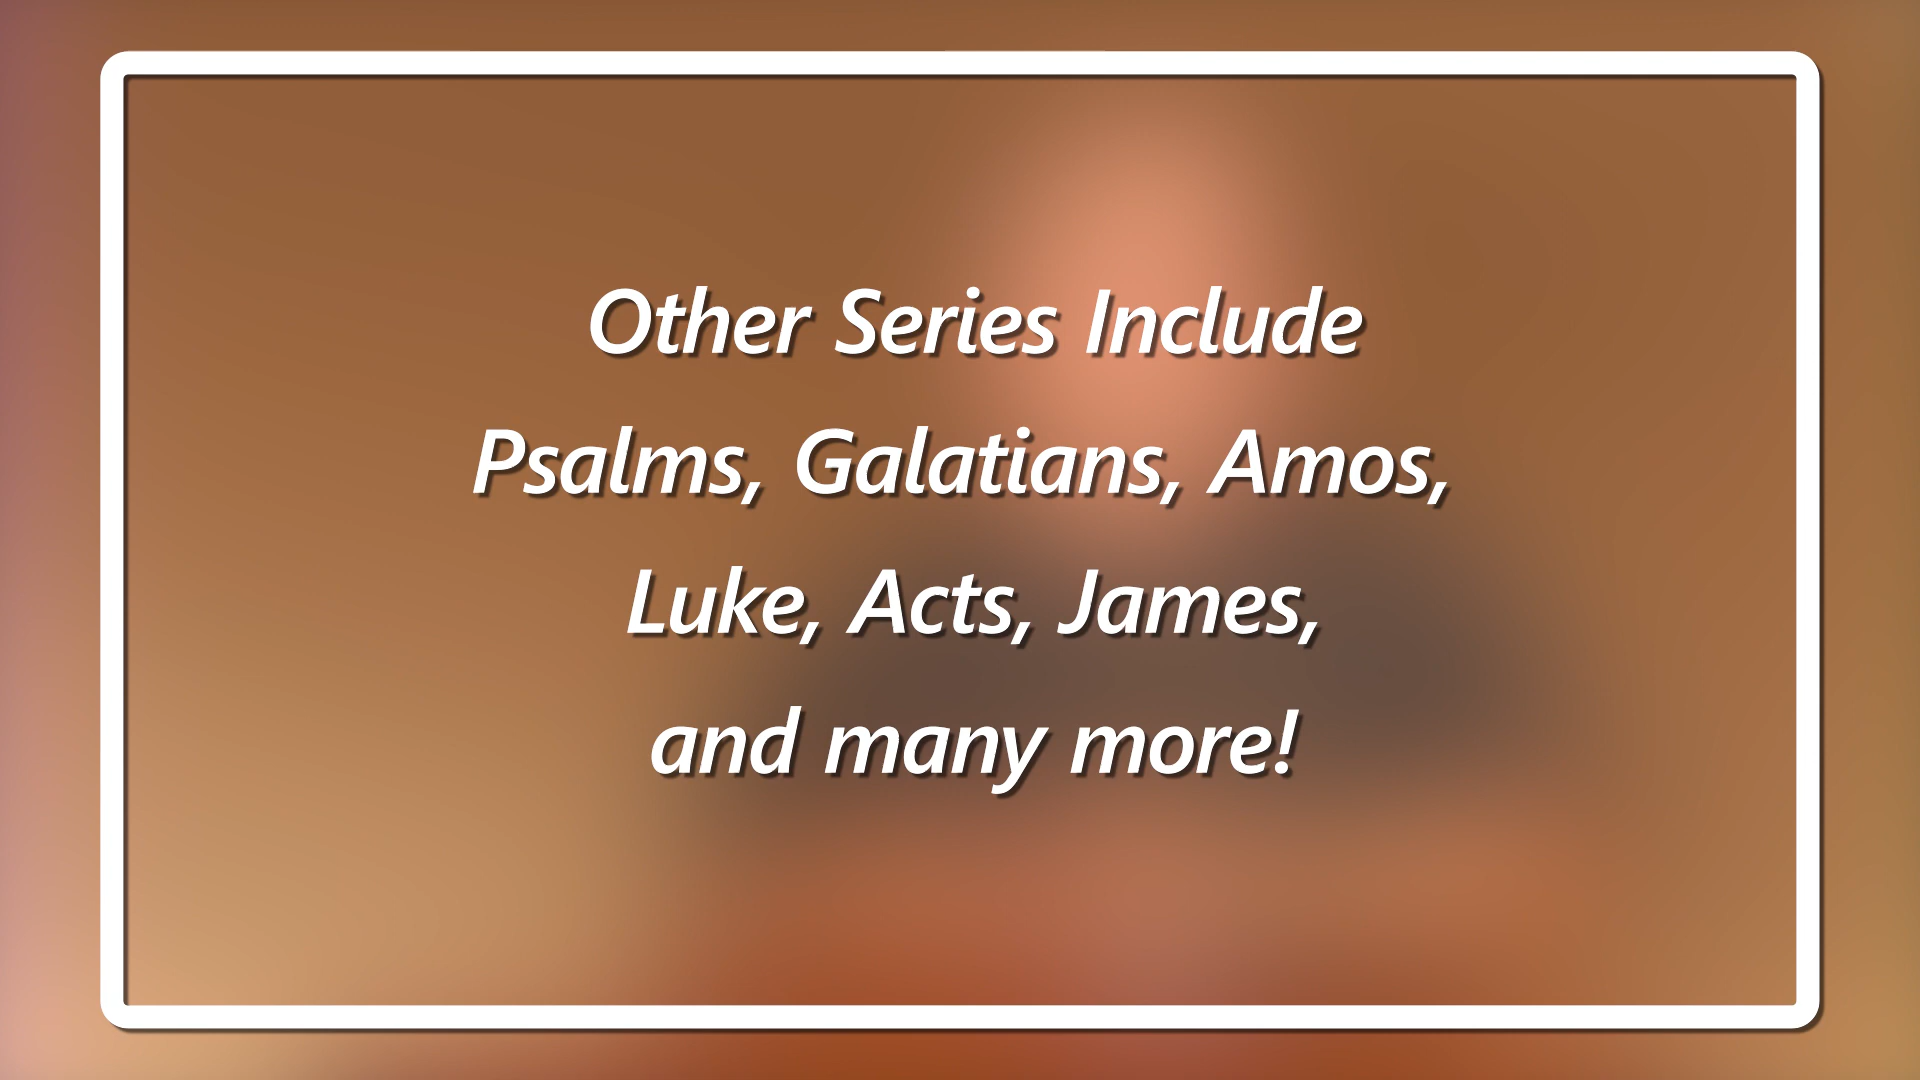 Other Series Include
Psalms, Galatians, Amos,
Luke, Acts, James,
and many more!